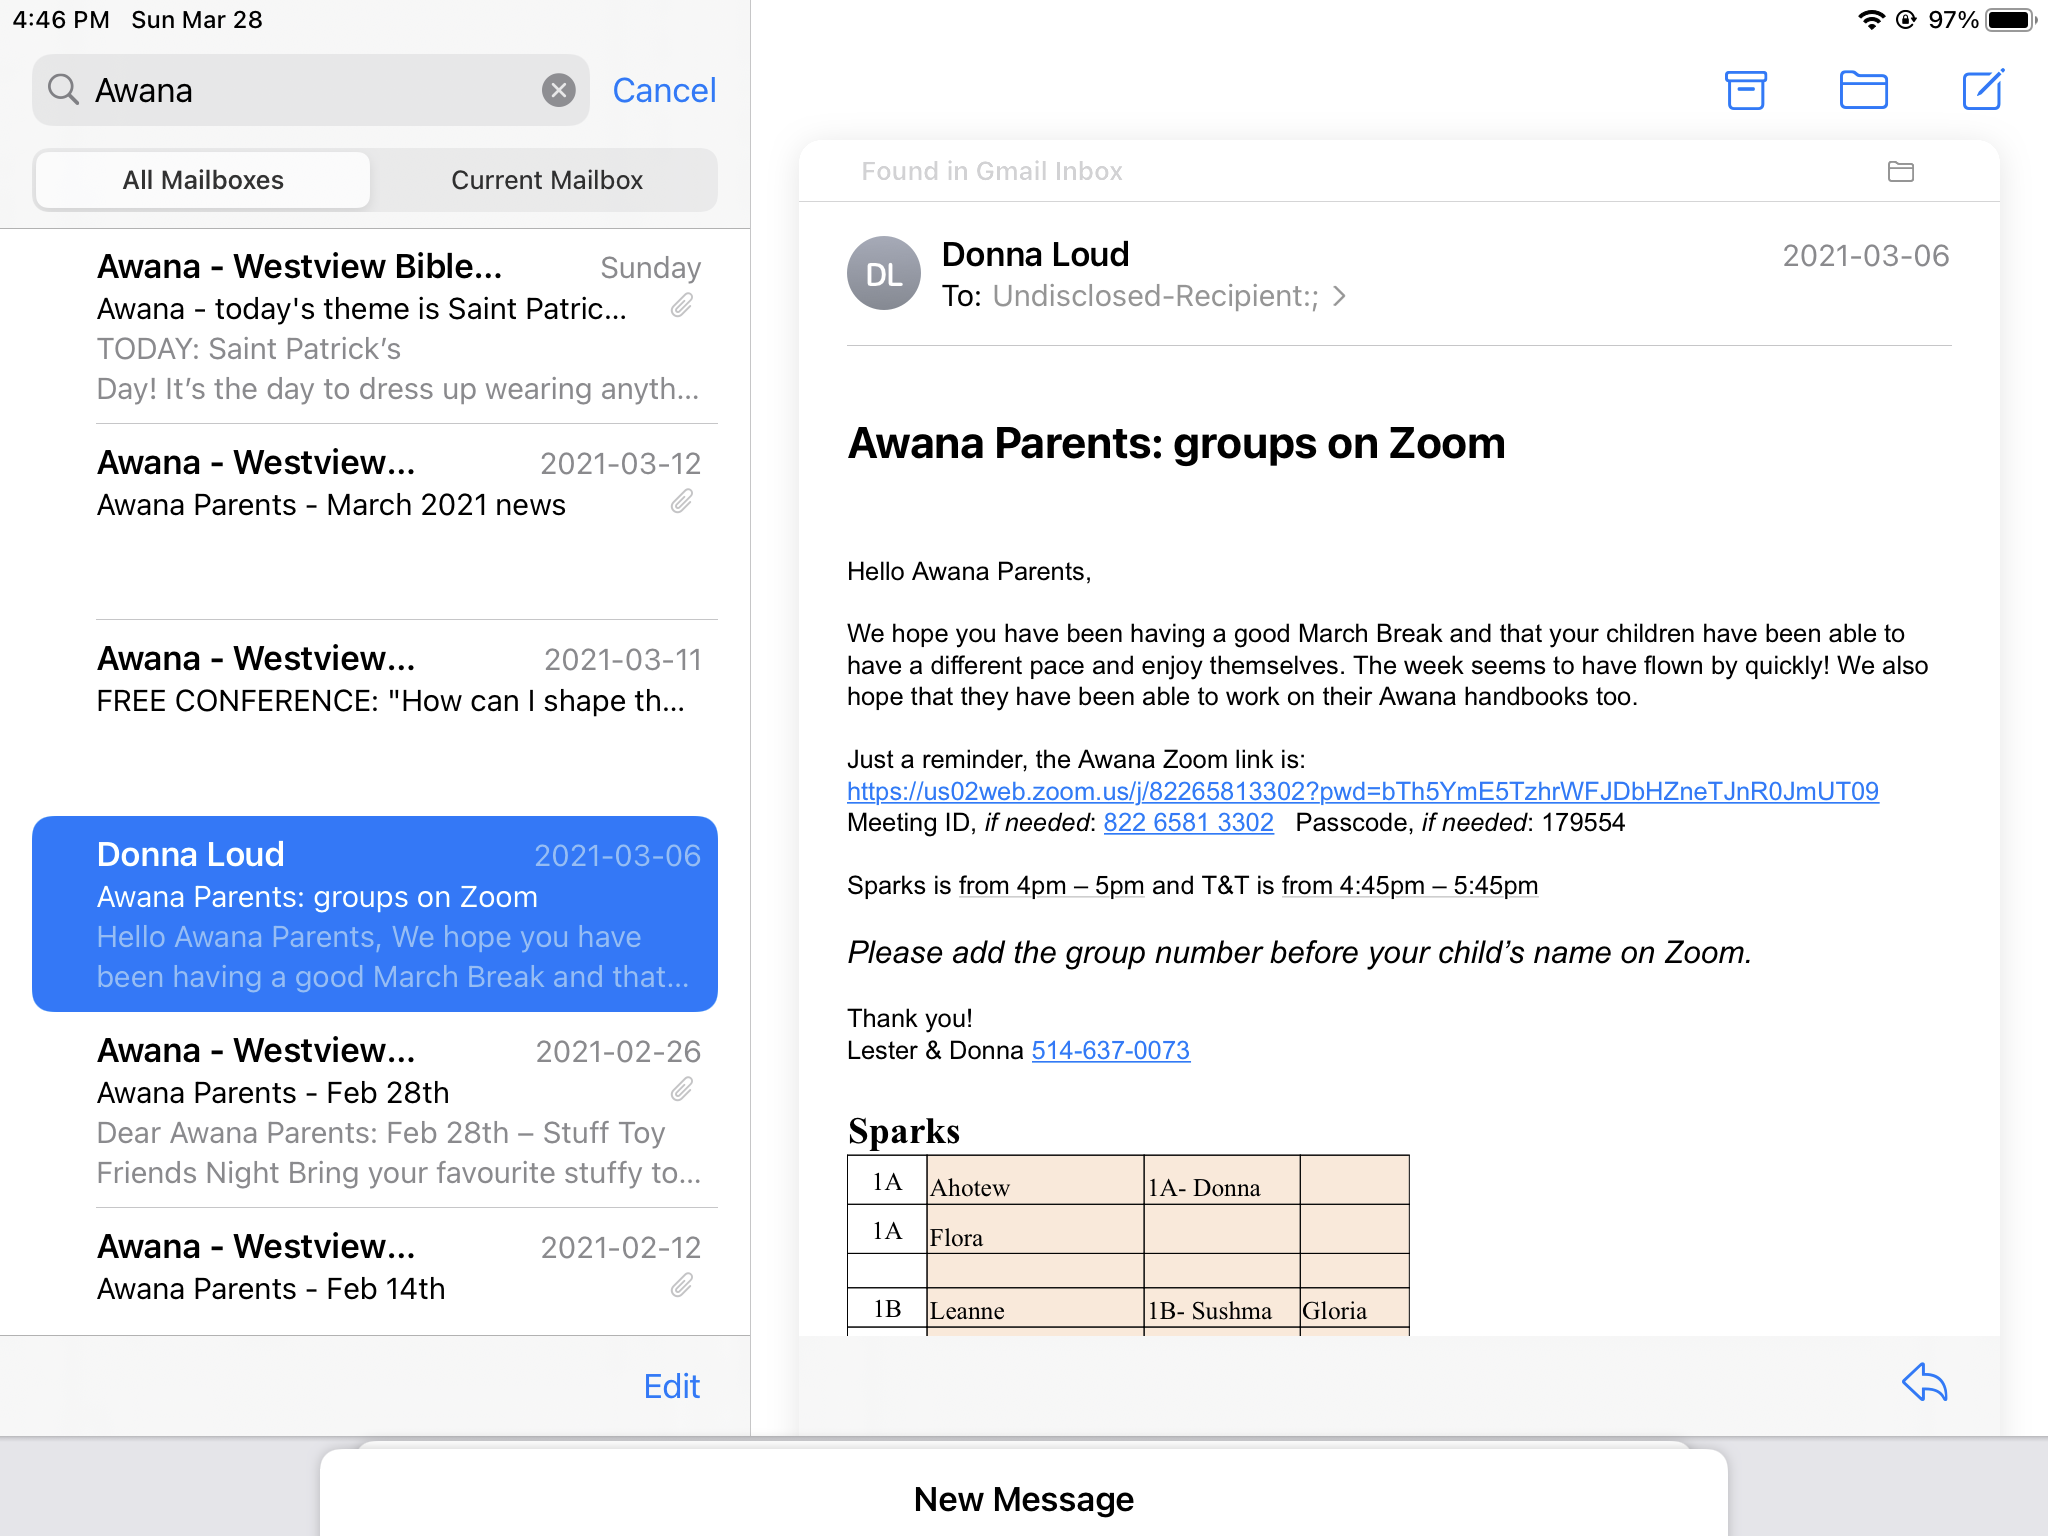 4:46 PM Sun Mar 28
97%
Awana
Cancel
All Mailboxes
Current Mailbox
Awana - Westview Bible...
Sunday
Awana - today's theme is Saint Patric...
TODAY: Saint Patrick's
Day! It's the day to dress up wearing anyth...
Awana - Westview...
2021-03-12
Awana Parents - March 2021 news
Awana - Westview...
2021-03-11
FREE CONFERENCE: "How can I shape th...
Donna Loud
2021-03-06
Awana Parents: groups on Zoom
Hello Awana Parents, We hope you have
been having a good March Break and that...
Awana - Westview...
2021-02-26
Awana Parents - Feb 28th
Dear Awana Parents: Feb 28th – Stuff Toy
Friends Night Bring your favourite stuffy to...
Awana - Westview...
2021-02-12
Awana Parents - Feb 14th
Edit
Found in Gmail Inbox
DL
Donna Loud
2021-03-06
To: Undisclosed-Recipient:;
Awana Parents: groups on Zoom
Hello Awana Parents,
We hope you have been having a good March Break and that your children have been able to
have a different pace and enjoy themselves. The week seems to have flown by quickly! We also
hope that they have been able to work on their Awana handbooks too.
Just a reminder, the Awana Zoom link is:
https://us02web.zoom.us/j/82265813302?pwd=bTh5YmE5TzhrWFJDbHZneTJnR0JmUT09
Meeting ID, if needed: 822 6581 3302 Passcode, if needed: 179554
Sparks is from 4pm – 5pm and T&T is from 4:45pm – 5:45pm
Please add the group number before your child's name on Zoom.
Thank you!
Lester & Donna 514-637-0073
Sparks
1A Ahotew 1A- Donna
1A Flora
1B Leanne 1B- Sushma Gloria
New Message